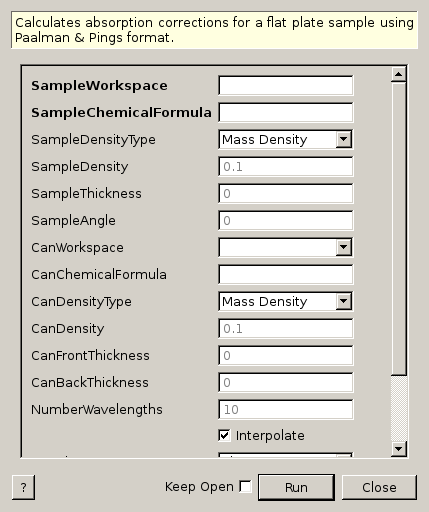 Calculates absorption corrections for a flat plate sample using
Paalman & Pings format.
SampleWorkspace
SampleChemicalFormula
SampleDensityType Mass Density
SampleDensity 0.1
SampleThickness 0
SampleAngle 0
CanWorkspace
CanChemicalFormula
CanDensityType Mass Density
CanDensity 0.1
CanFrontThickness 0
CanBackThickness 0
NumberWavelengths 10
Interpolate
? Keep Open Run Close